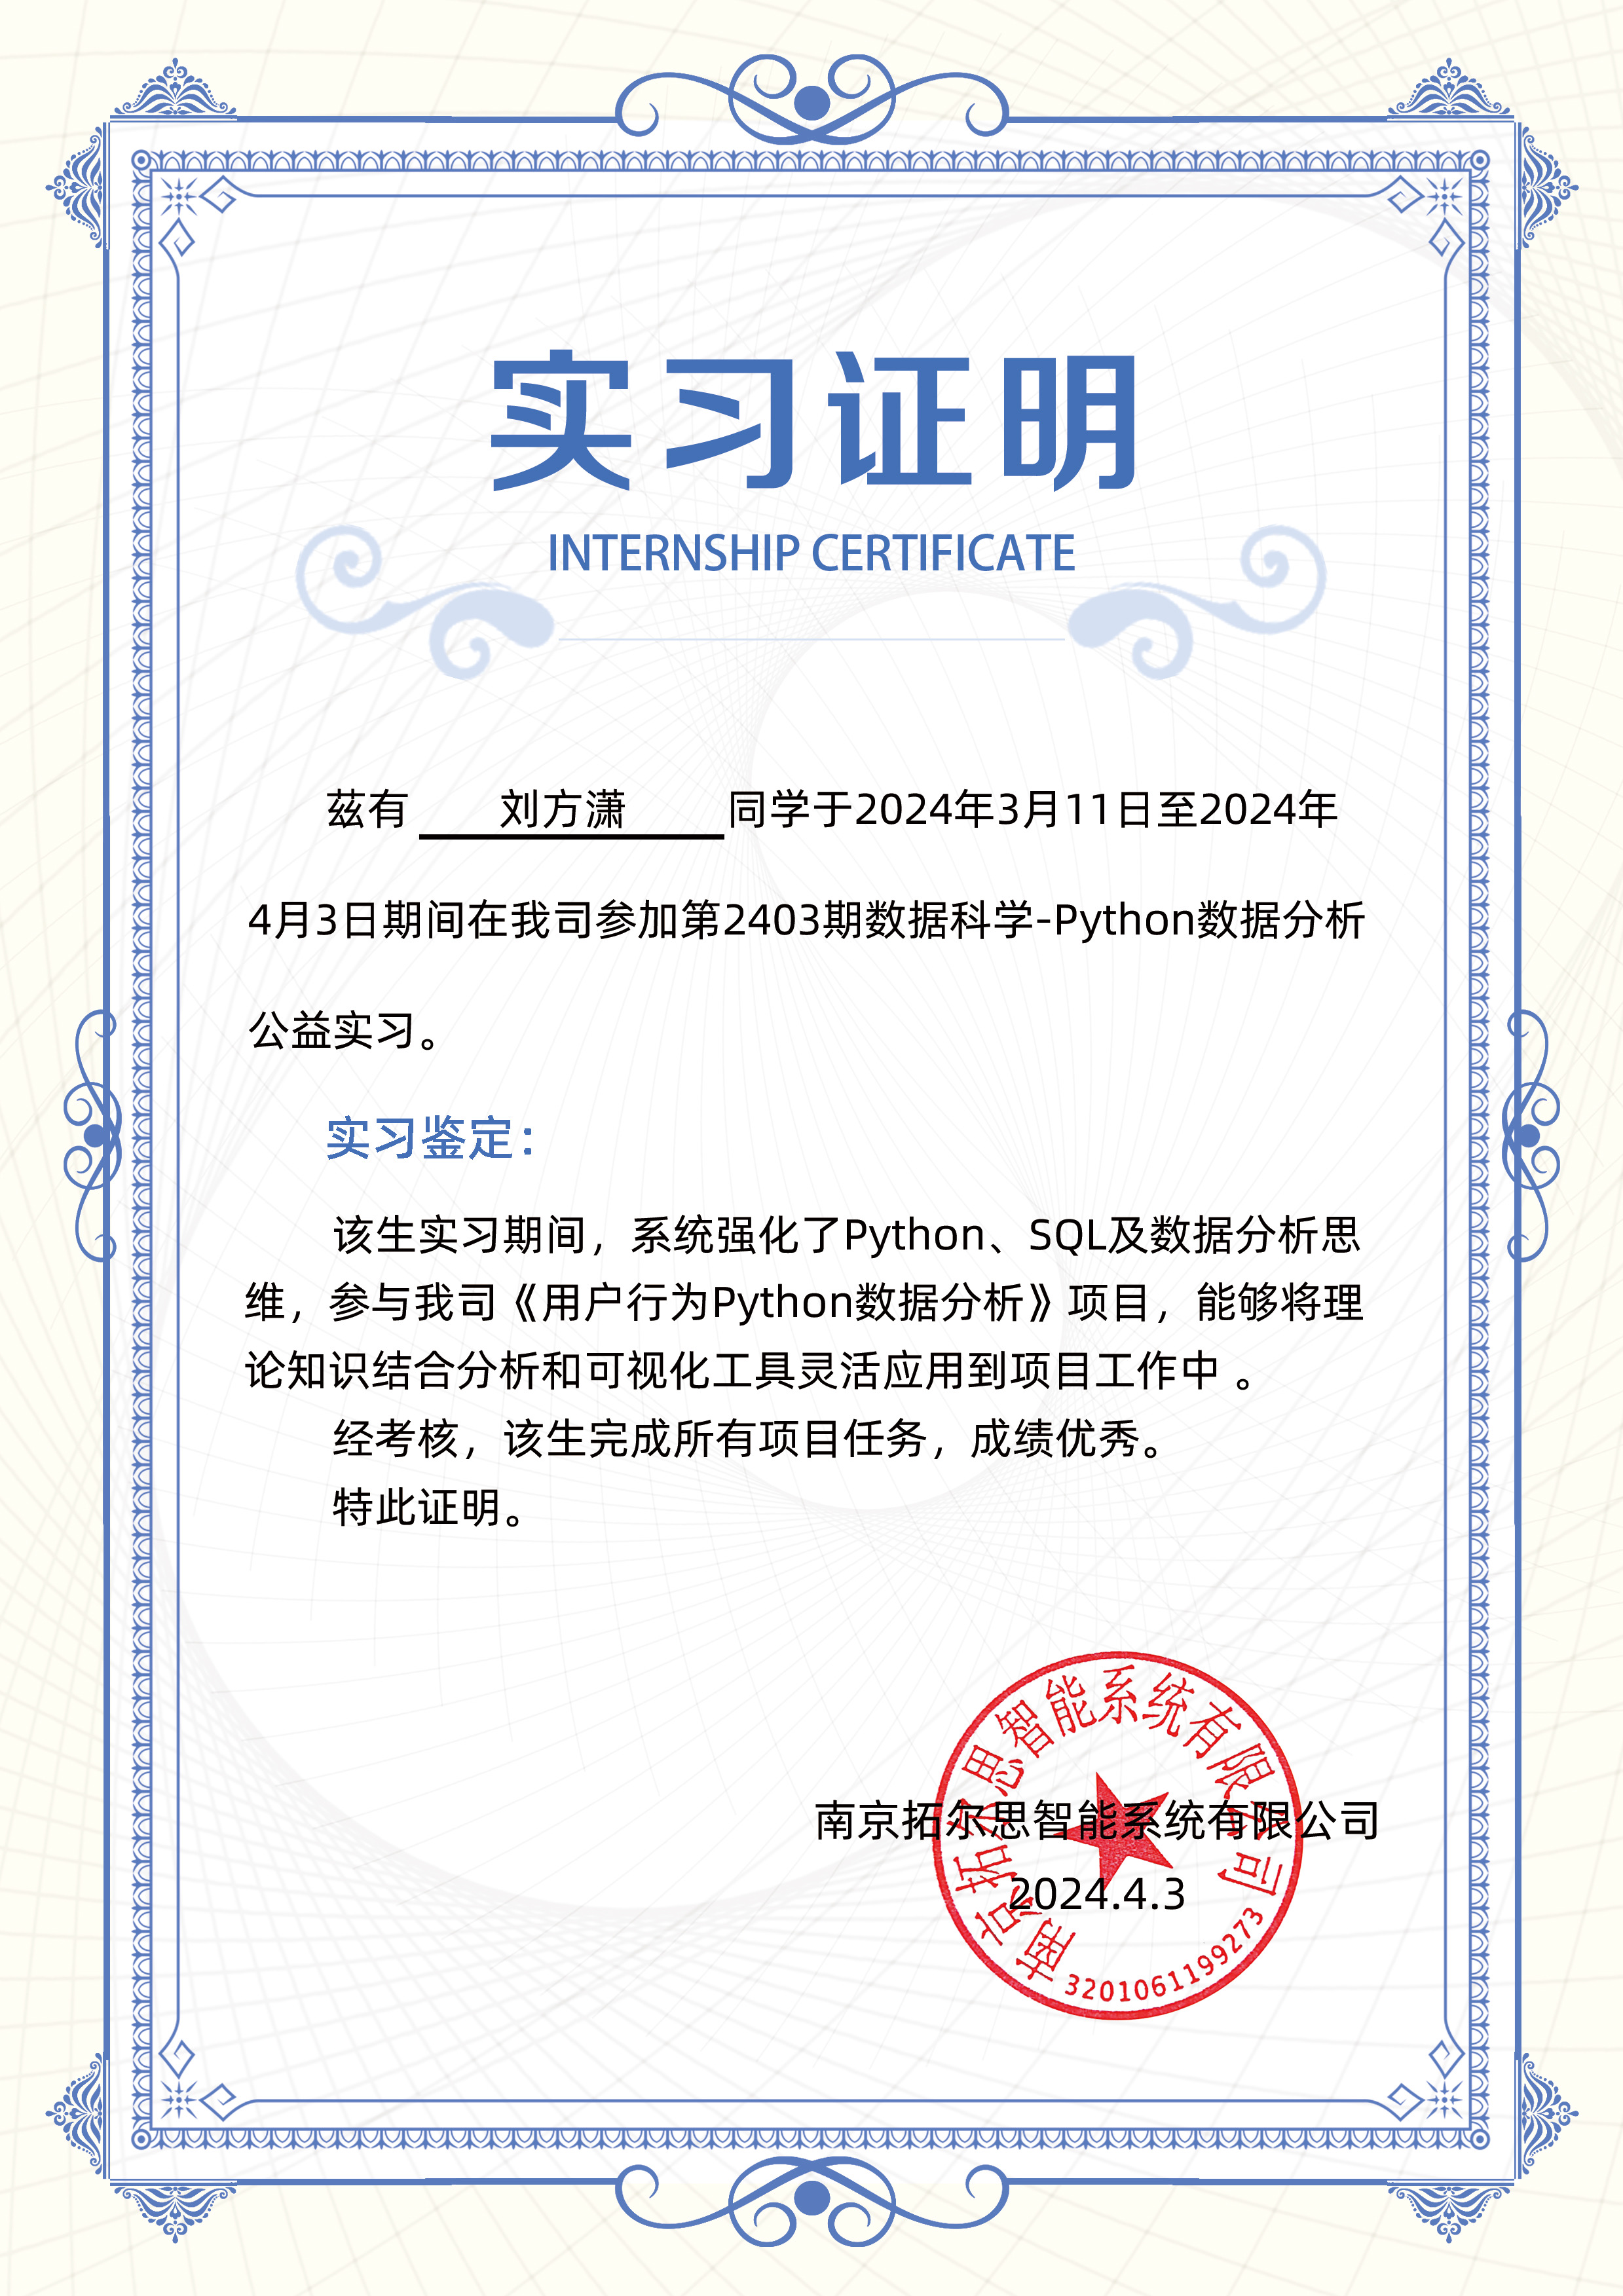 实习证明
INTERNSHIP CERTIFICATE
茲有 刘方潇 同学于2024年3月11日至2024年
4月3日期间在我司参加第2403期数据科学-Python数据分析
公益实习。
实习鉴定：
该生实习期间，系统强化了Python、SQL及数据分析思
维，参与我司《用户行为Python数据分析》项目，能够将理
论知识结合分析和可视化工具灵活应用到项目工作中 。
经考核，该生完成所有项目任务，成绩优秀。
特此证明。
南京拓尔思智能系统有限公司
南京拓尔思智能系统有限公司
2024.4.3
3201061199273